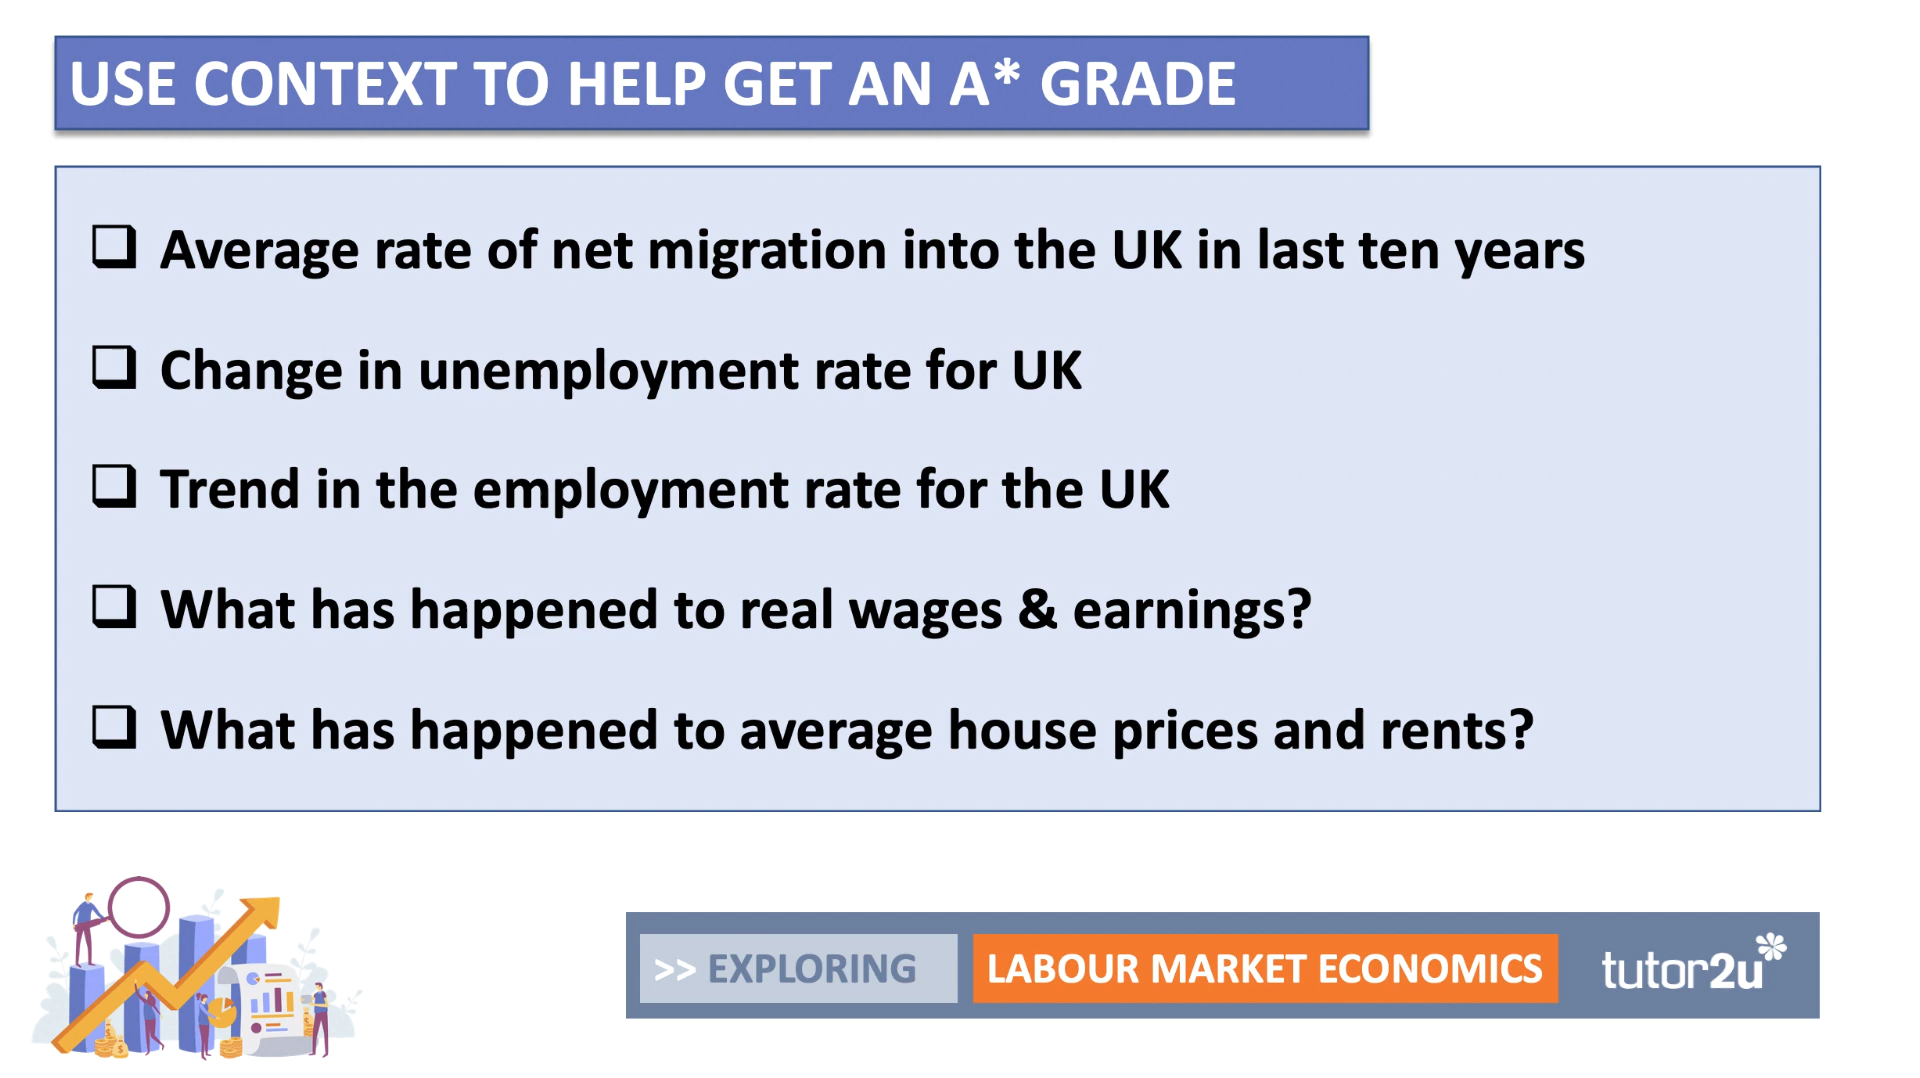 USE CONTEXT TO HELP GET AN A* GRADE
❑ Average rate of net migration into the UK in last ten years
❑ Change in unemployment rate for UK
❑ Trend in the employment rate for the UK
❑ What has happened to real wages & earnings?
❑ What has happened to average house prices and rents?
>> EXPLORING LABOUR MARKET ECONOMICS tutor2u